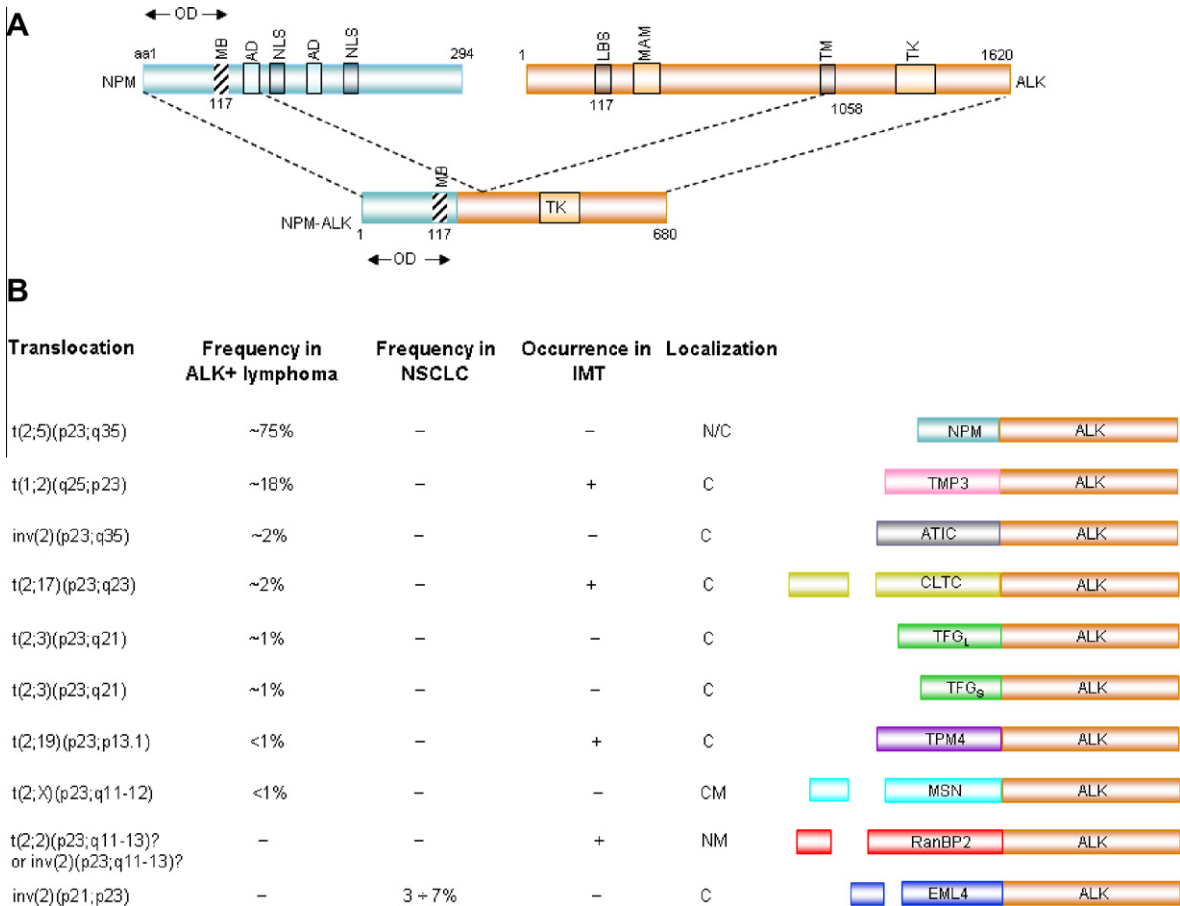 A
OD
aa1 MB AD NLS AD NLS 294
NPM
117
1 LBS MAM TM TK 1620
ALK
117 1058
MB
TK
NPM-ALK
1 117 680
OD
B
Translocation Frequency in ALK+ lymphoma Frequency in NSCLC Occurrence in IMT Localization
t(2;5)(p23;q35) ~75% – – N/C NPM ALK
t(1;2)(q25;p23) ~18% – + C TMP3 ALK
inv(2)(p23;q35) ~2% – – C ATIC ALK
t(2;17)(p23;q23) ~2% – + C CLTC ALK
t(2;3)(p23;q21) ~1% – – C TFGL ALK
t(2;3)(p23;q21) ~1% – – C TFGS ALK
t(2;19)(p23;p13.1) <1% – + C TPM4 ALK
t(2;X)(p23;q11-12) <1% – – CM MSN ALK
t(2;2)(p23;q11-13)? – – + NM RanBP2 ALK
or inv(2)(p23;q11-13)?
inv(2)(p21;p23) – 3 ÷ 7% – C EML4 ALK